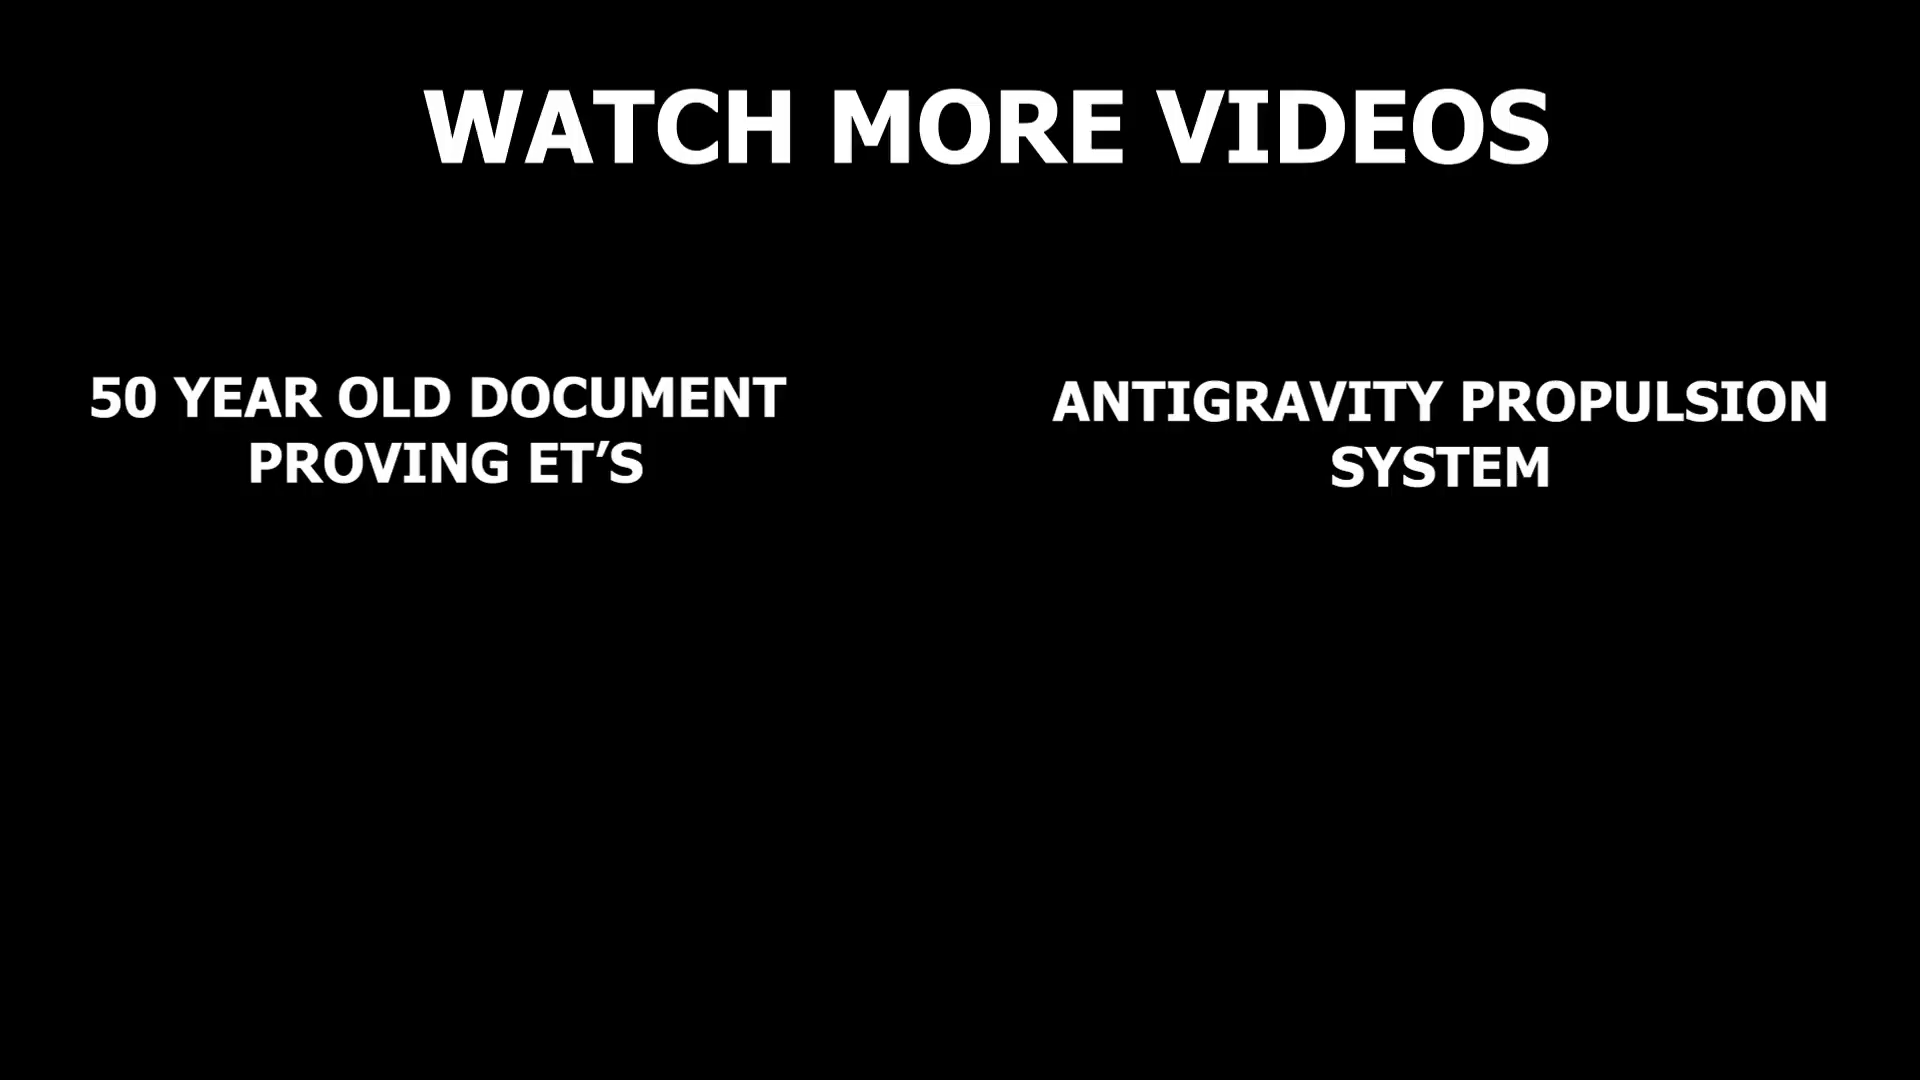 WATCH MORE VIDEOS
50 YEAR OLD DOCUMENT
PROVING ET’S
ANTIGRAVITY PROPULSION
SYSTEM